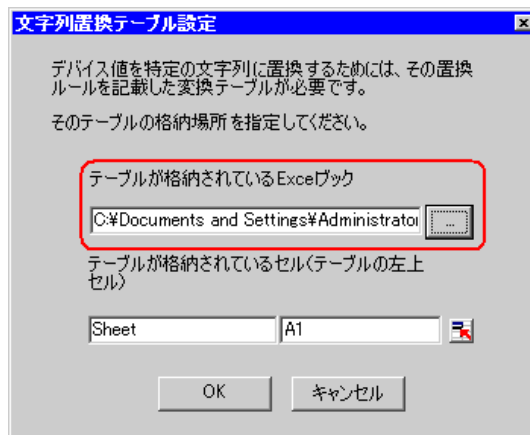 文字列置換テーブル設定
デバイス値を特定の文字列に置換するためには、その置換
ルールを記載した変換テーブルが必要です。
そのテーブルの格納場所を指定してください。
テーブルが格納されているExcelブック
C:¥Documents and Settings¥Administrator
...
テーブルが格納されているセル(テーブルの左上
セル)
Sheet A1
OK キャンセル